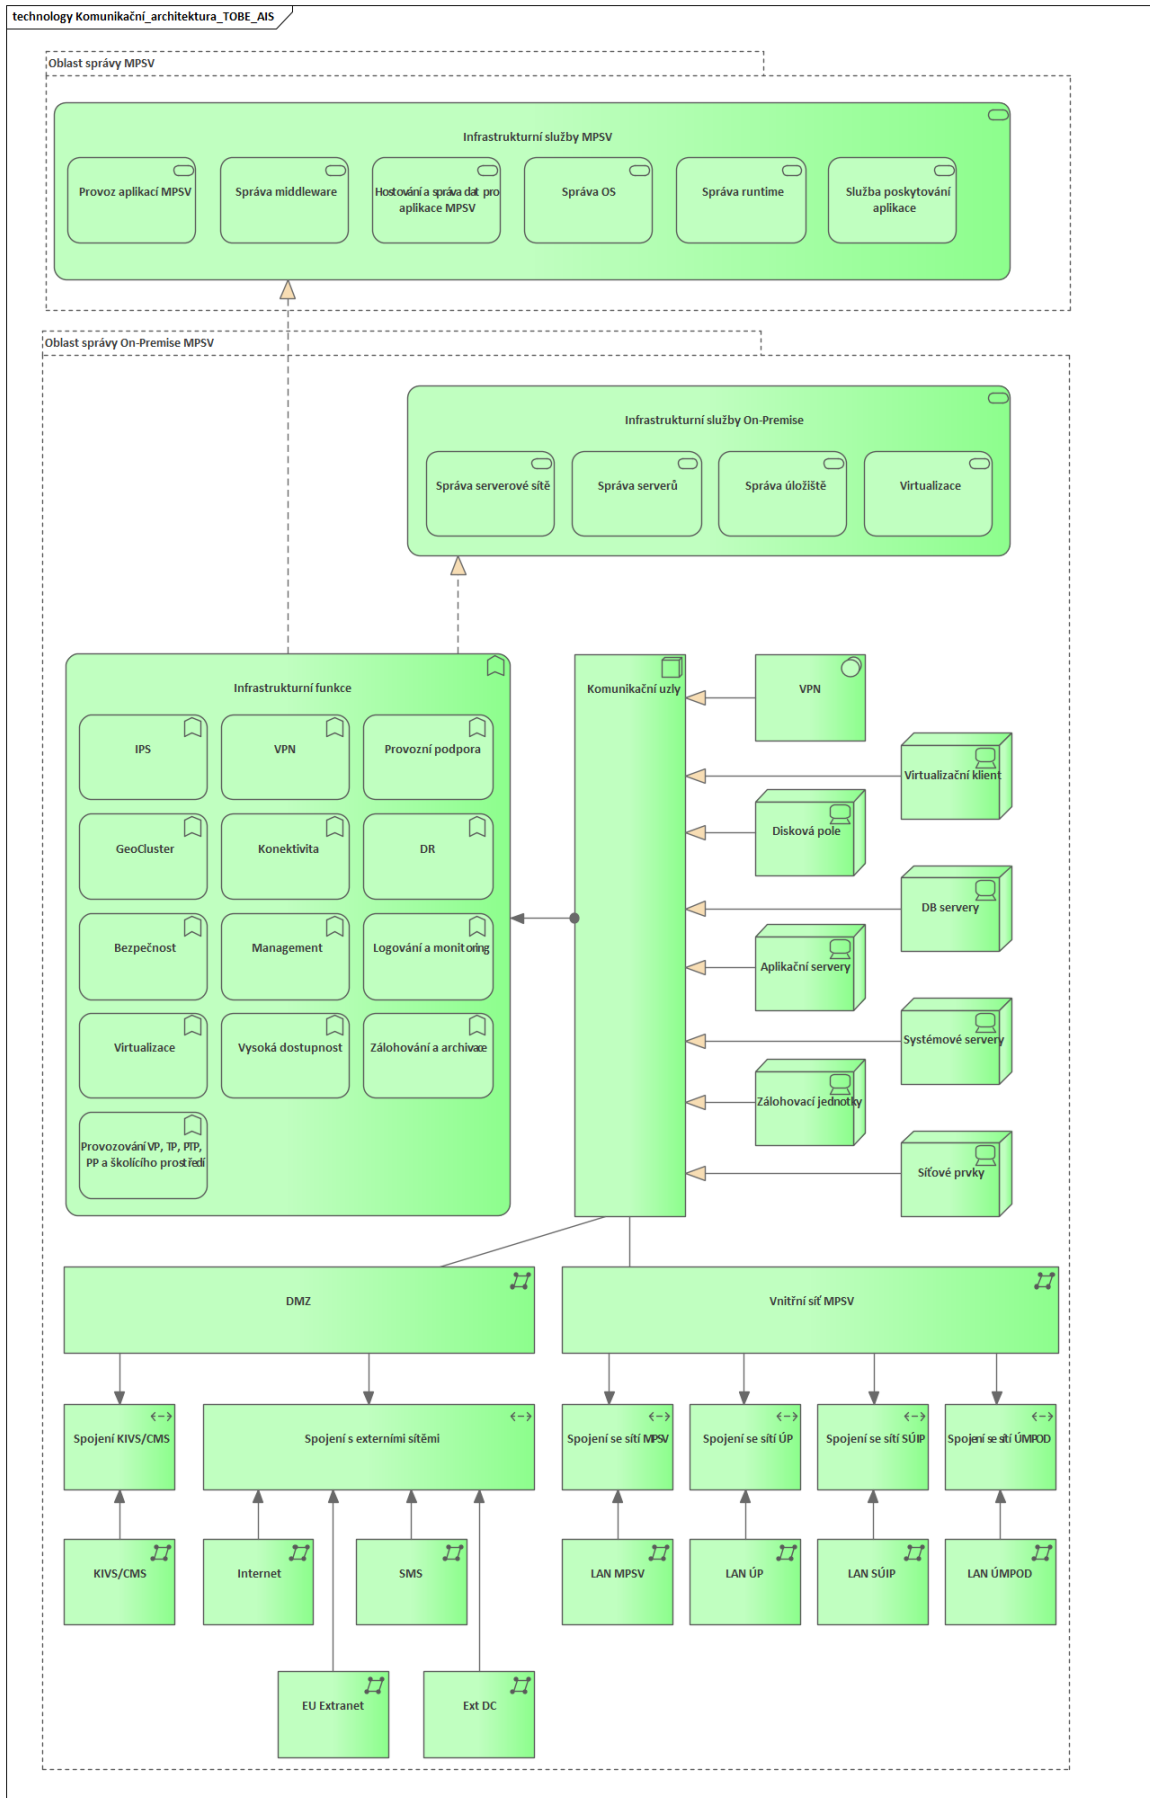 technology Komunikační_architektura_TOBE_AIS
Oblast správy MPSV
Infrastrukturní služby MPSV
Provoz aplikací MPSV
Správa middleware
Hostování a správa dat pro
aplikace MPSV
Správa OS
Správa runtime
Služba poskytování
aplikace
Oblast správy On-Premise MPSV
Infrastrukturní služby On-Premise
Správa serverové sítě
Správa serverů
Správa úložiště
Virtualizace
Infrastrukturní funkce
IPS
VPN
Provozní podpora
GeoCluster
Konektivita
DR
Bezpečnost
Management
Logování a monitoring
Virtualizace
Vysoká dostupnost
Zálohování a archivace
Provozování VP, TP, PTP,
PP a školícího prostředí
Komunikační uzly
VPN
Virtualizační klient
Disková pole
DB servery
Aplikační servery
Systémové servery
Zálohovací jednotky
Síťové prvky
DMZ
Vnitřní síť MPSV
Spojení KIVS/CMS
Spojení s externími sítěmi
Spojení se sítí MPSV
Spojení se sítí ÚP
Spojení se sítí SÚIP
Spojení se sítí ÚMPOD
KIVS/CMS
Internet
SMS
LAN MPSV
LAN ÚP
LAN SÚIP
LAN ÚMPOD
EU Extranet
Ext DC